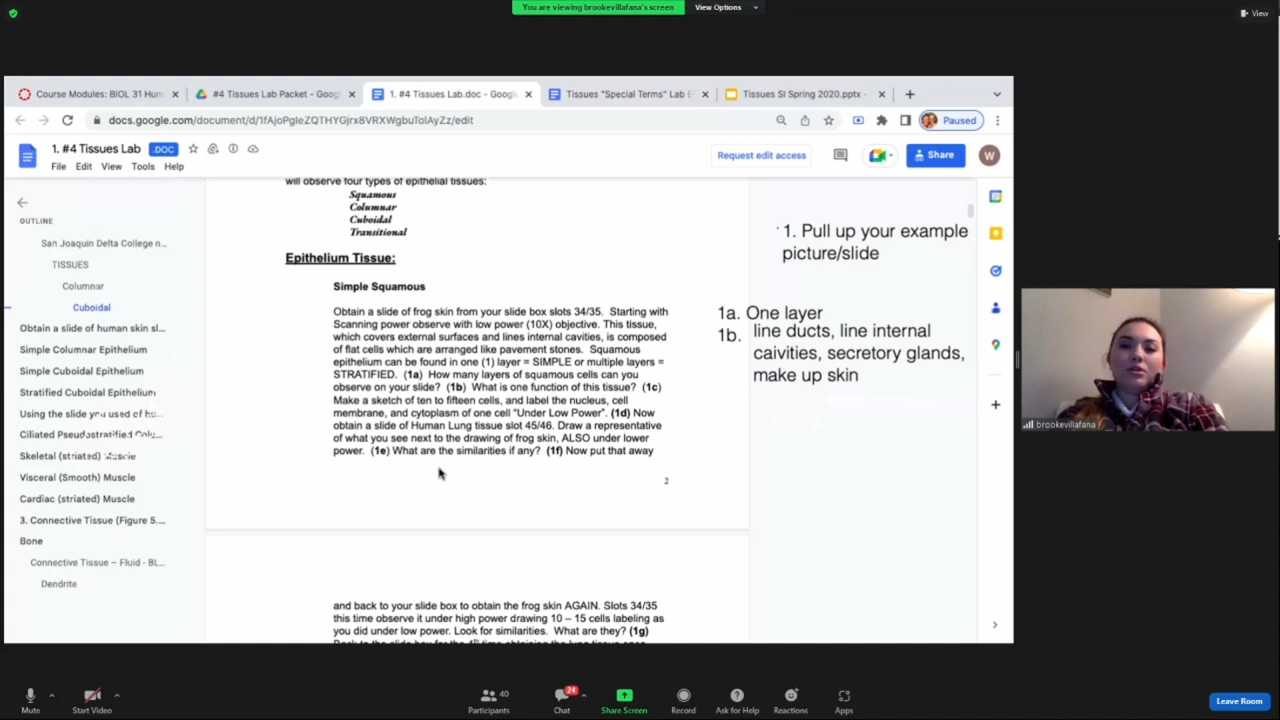 You are viewing brookevillafana's screen
View Options
View
Course Modules: BIOL 31 Hum
#4 Tissues Lab Packet - Googl
1. #4 Tissues Lab.doc - Google
Tissues "Special Terms" Lab E
Tissues SI Spring 2020.pptx -
Paused
1. #4 Tissues Lab
.DOC
File Edit View Tools Help
Request edit access
Share
W
OUTLINE
San Joaquin Delta College n...
TISSUES
Columnar
Cuboidal
Obtain a slide of human skin sl...
Simple Columnar Epithelium
Simple Cuboidal Epithelium
Stratified Cuboidal Epithelium
Using the slide you used of hu...
Ciliated Pseudostratified Colu...
Skeletal (striated) Muscle
Visceral (Smooth) Muscle
Cardiac (striated) Muscle
3. Connective Tissue (Figure 5....
Bone
Connective Tissue – Fluid - BL...
Dendrite
will observe four types of epithelial tissues:
Squamous
Columnar
Cuboidal
Transitional
Epithelium Tissue:
Simple Squamous
Obtain a slide of frog skin from your slide box slots 34/35. Starting with
Scanning power observe with low power (10X) objective. This tissue,
which covers external surfaces and lines internal cavities, is composed
of flat cells which are arranged like pavement stones. Squamous
epithelium can be found in one (1) layer = SIMPLE or multiple layers =
STRATIFIED. (1a) How many layers of squamous cells can you
observe on your slide? (1b) What is one function of this tissue? (1c)
Make a sketch of ten to fifteen cells, and label the nucleus, cell
membrane, and cytoplasm of one cell "Under Low Power". (1d) Now
obtain a slide of Human Lung tissue slot 45/46. Draw a representative
of what you see next to the drawing of frog skin, ALSO under lower
power. (1e) What are the similarities if any? (1f) Now put that away
2
and back to your slide box to obtain the frog skin AGAIN. Slots 34/35
this time observe it under high power drawing 10 – 15 cells labeling as
you did under low power. Look for similarities. What are they? (1g)
1. Pull up your example
picture/slide
1a. One layer
1b. line ducts, line internal
caivities, secretory glands,
make up skin
brookevillafana
Mute
Start Video
40
Participants
24
Chat
Share Screen
Record
Ask for Help
Reactions
Apps
Leave Room